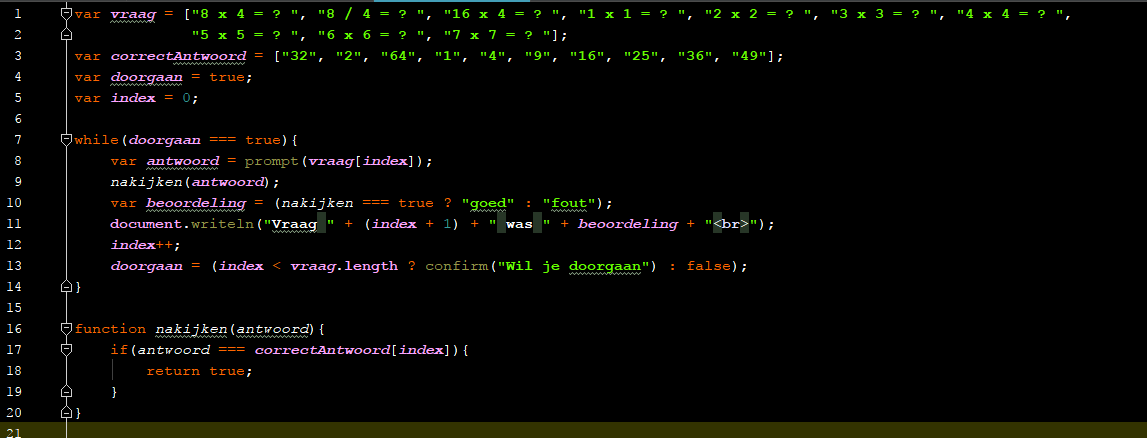 1 var vraag = ["8 x 4 = ? ", "8 / 4 = ? ", "16 x 4 = ? ", "1 x 1 = ? ", "2 x 2 = ? ", "3 x 3 = ? ", "4 x 4 = ? ",
2 "5 x 5 = ? ", "6 x 6 = ? ", "7 x 7 = ? "];
3 var correctAntwoord = ["32", "2", "64", "1", "4", "9", "16", "25", "36", "49"];
4 var doorgaan = true;
5 var index = 0;
6
7 while(doorgaan === true){
8 var antwoord = prompt(vraag[index]);
9 nakijken(antwoord);
10 var beoordeling = (nakijken === true ? "goed" : "fout");
11 document.writeln("Vraag " + (index + 1) + " was " + beoordeling + "<br>");
12 index++;
13 doorgaan = (index < vraag.length ? confirm("Wil je doorgaan") : false);
14 }
15
16 function nakijken(antwoord){
17 if(antwoord === correctAntwoord[index]){
18 return true;
19 }
20 }
21